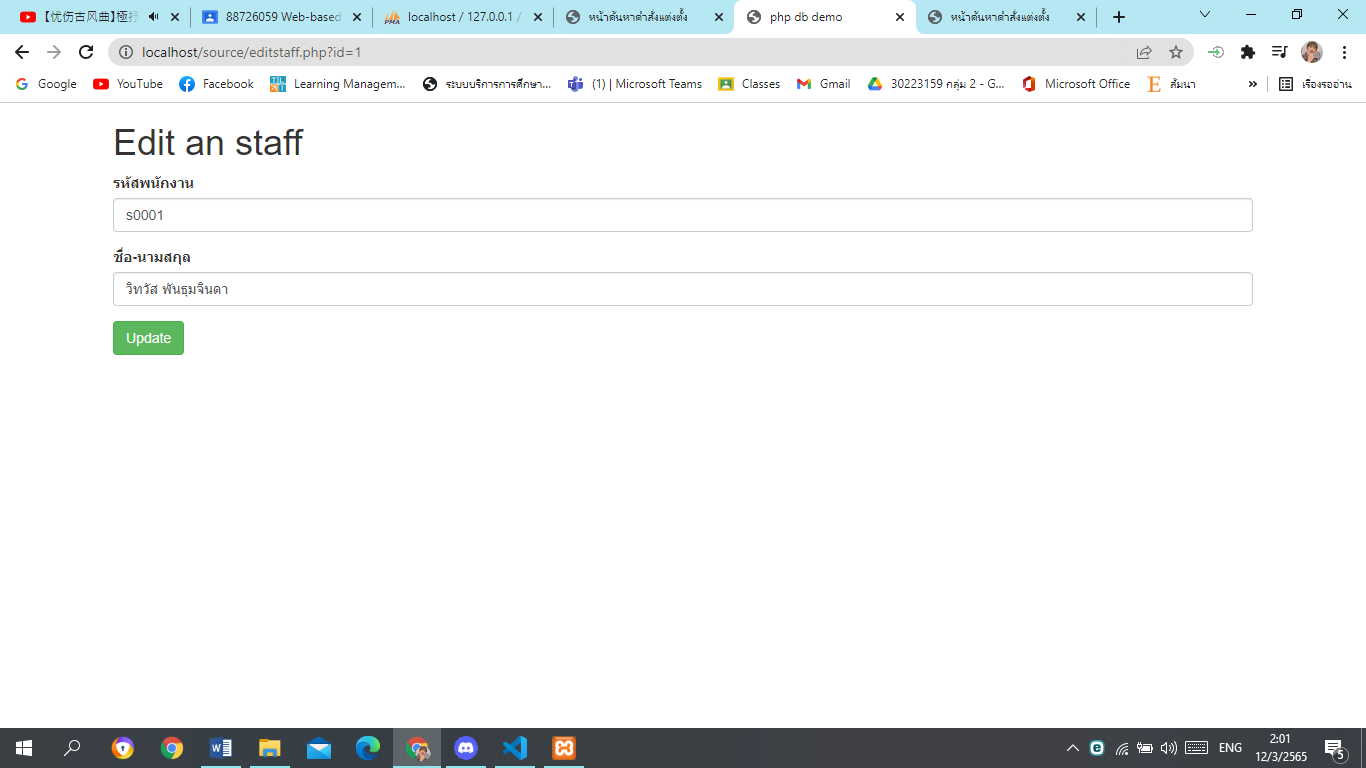 【忧伤古风曲】
88726059 Web-based
localhost / 127.0.0.1 /
หน้าค้นหาคำสั่งแต่งตั้ง
php db demo
หน้าค้นหาคำสั่งแต่งตั้ง
localhost/source/editstaff.php?id=1
Google
YouTube
Facebook
Learning Managem...
ระบบบริการการศึกษา...
(1) | Microsoft Teams
Classes
Gmail
30223159 กลุ่ม 2 - G...
Microsoft Office
สัมนา
»
เรื่องรออ่าน
Edit an staff
รหัสพนักงาน
s0001
ชื่อ-นามสกุล
วิทวัส พันธุมจินดา
Update
ENG
2:01
12/3/2565
5